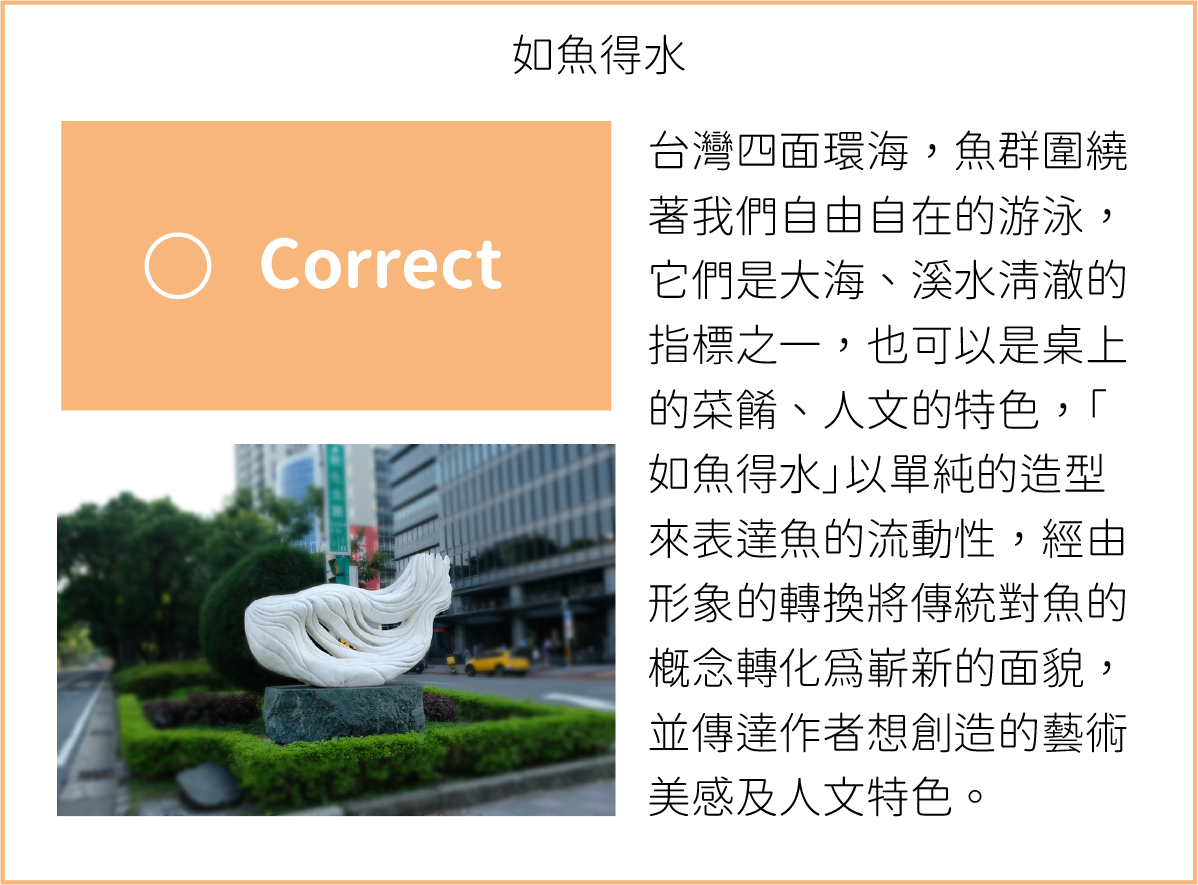 如魚得水
Correct
台灣四面環海，魚群圍繞
著我們自由自在的游泳，
它們是大海、溪水淸澈的
指標之一，也可以是桌上
的菜餚、人文的特色，「
如魚得水」以單純的造型
來表達魚的流動性，經由
形象的轉換將傳統對魚的
槪念轉化爲嶄新的面貌，
並傳達作者想創造的藝術
美感及人文特色。